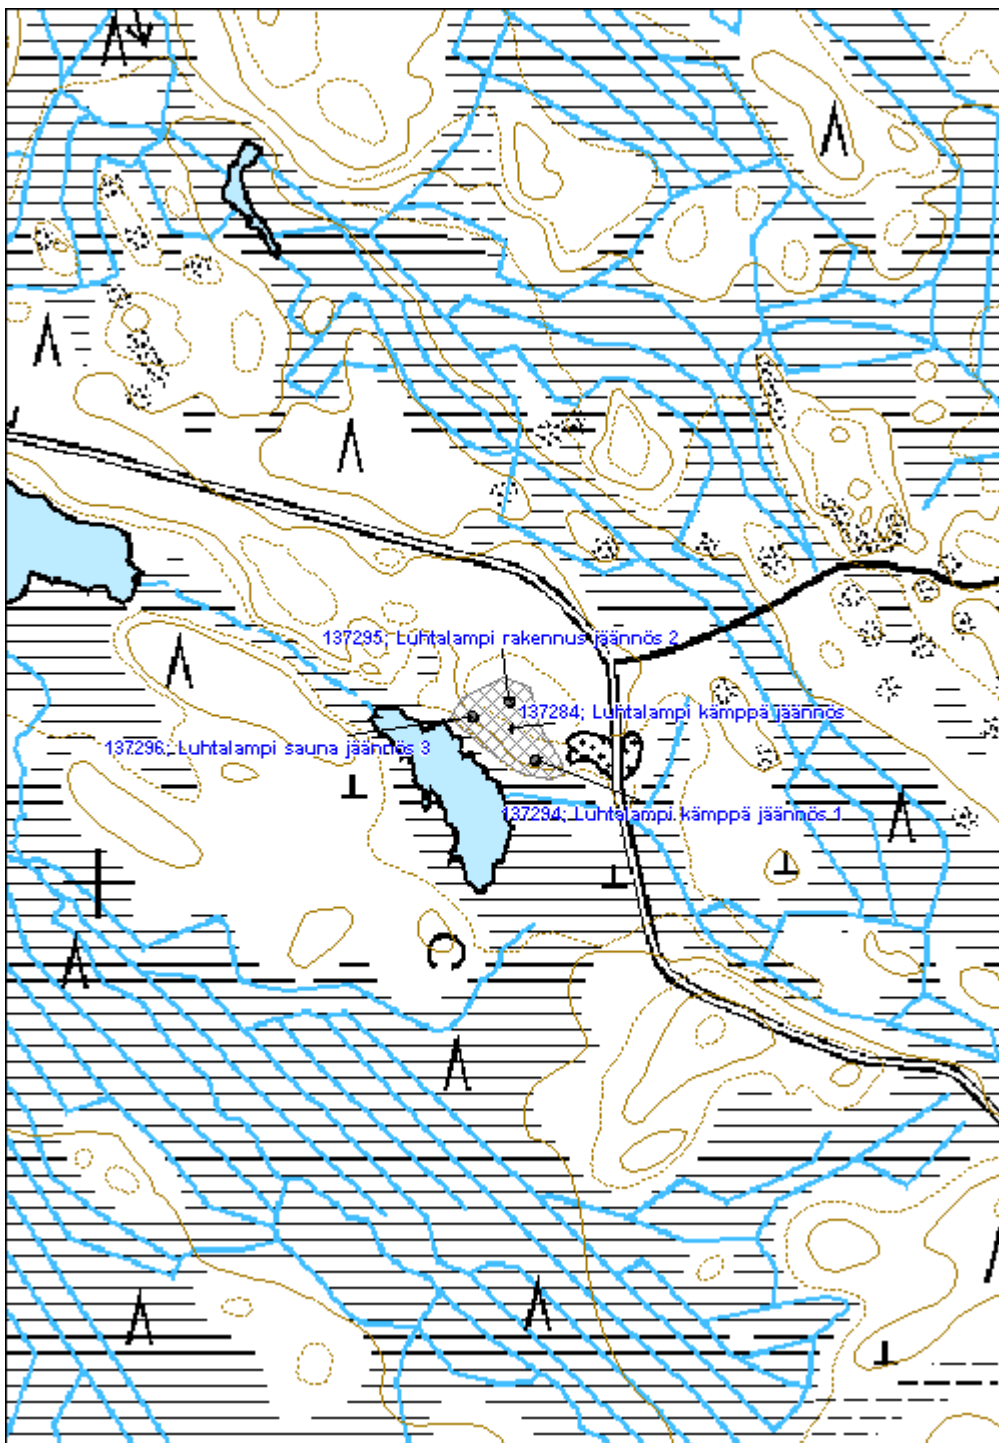 137295; Luhtalampi rakennus jäännös 2
137284; Luhtalampi kämppä jäännös
137296; Luhtalampi sauna jäännös 3
137294; Luhtalampi kämppä jäännös 1